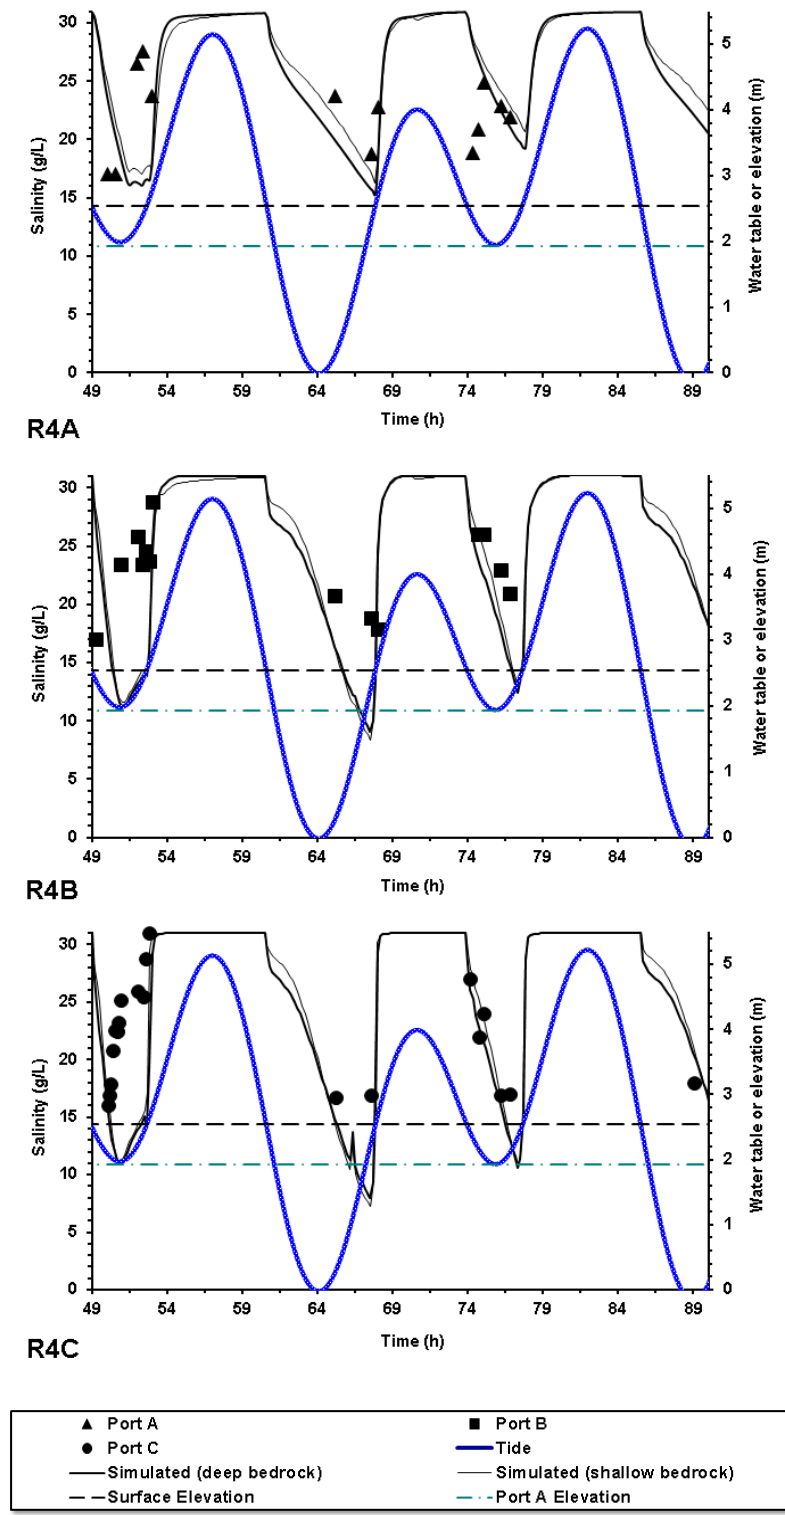 30
25
20
15
10
5
0
Salinity (g/L)
5
4
3
2
1
0
Water table or elevation (m)
49 54 59 64 69 74 79 84 89
Time (h)
R4A
30
25
20
15
10
5
0
Salinity (g/L)
5
4
3
2
1
0
Water table or elevation (m)
49 54 59 64 69 74 79 84 89
Time (h)
R4B
30
25
20
15
10
5
0
Salinity (g/L)
5
4
3
2
1
0
Water table or elevation (m)
49 54 59 64 69 74 79 84 89
Time (h)
R4C
Port A Port B
Port C Tide
Simulated (deep bedrock) Simulated (shallow bedrock)
Surface Elevation Port A Elevation